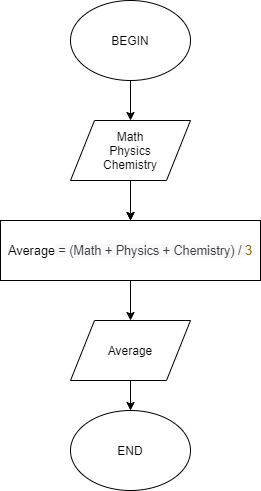 BEGIN
Math
Physics
Chemistry
Average = (Math + Physics + Chemistry) / 3
Average
END